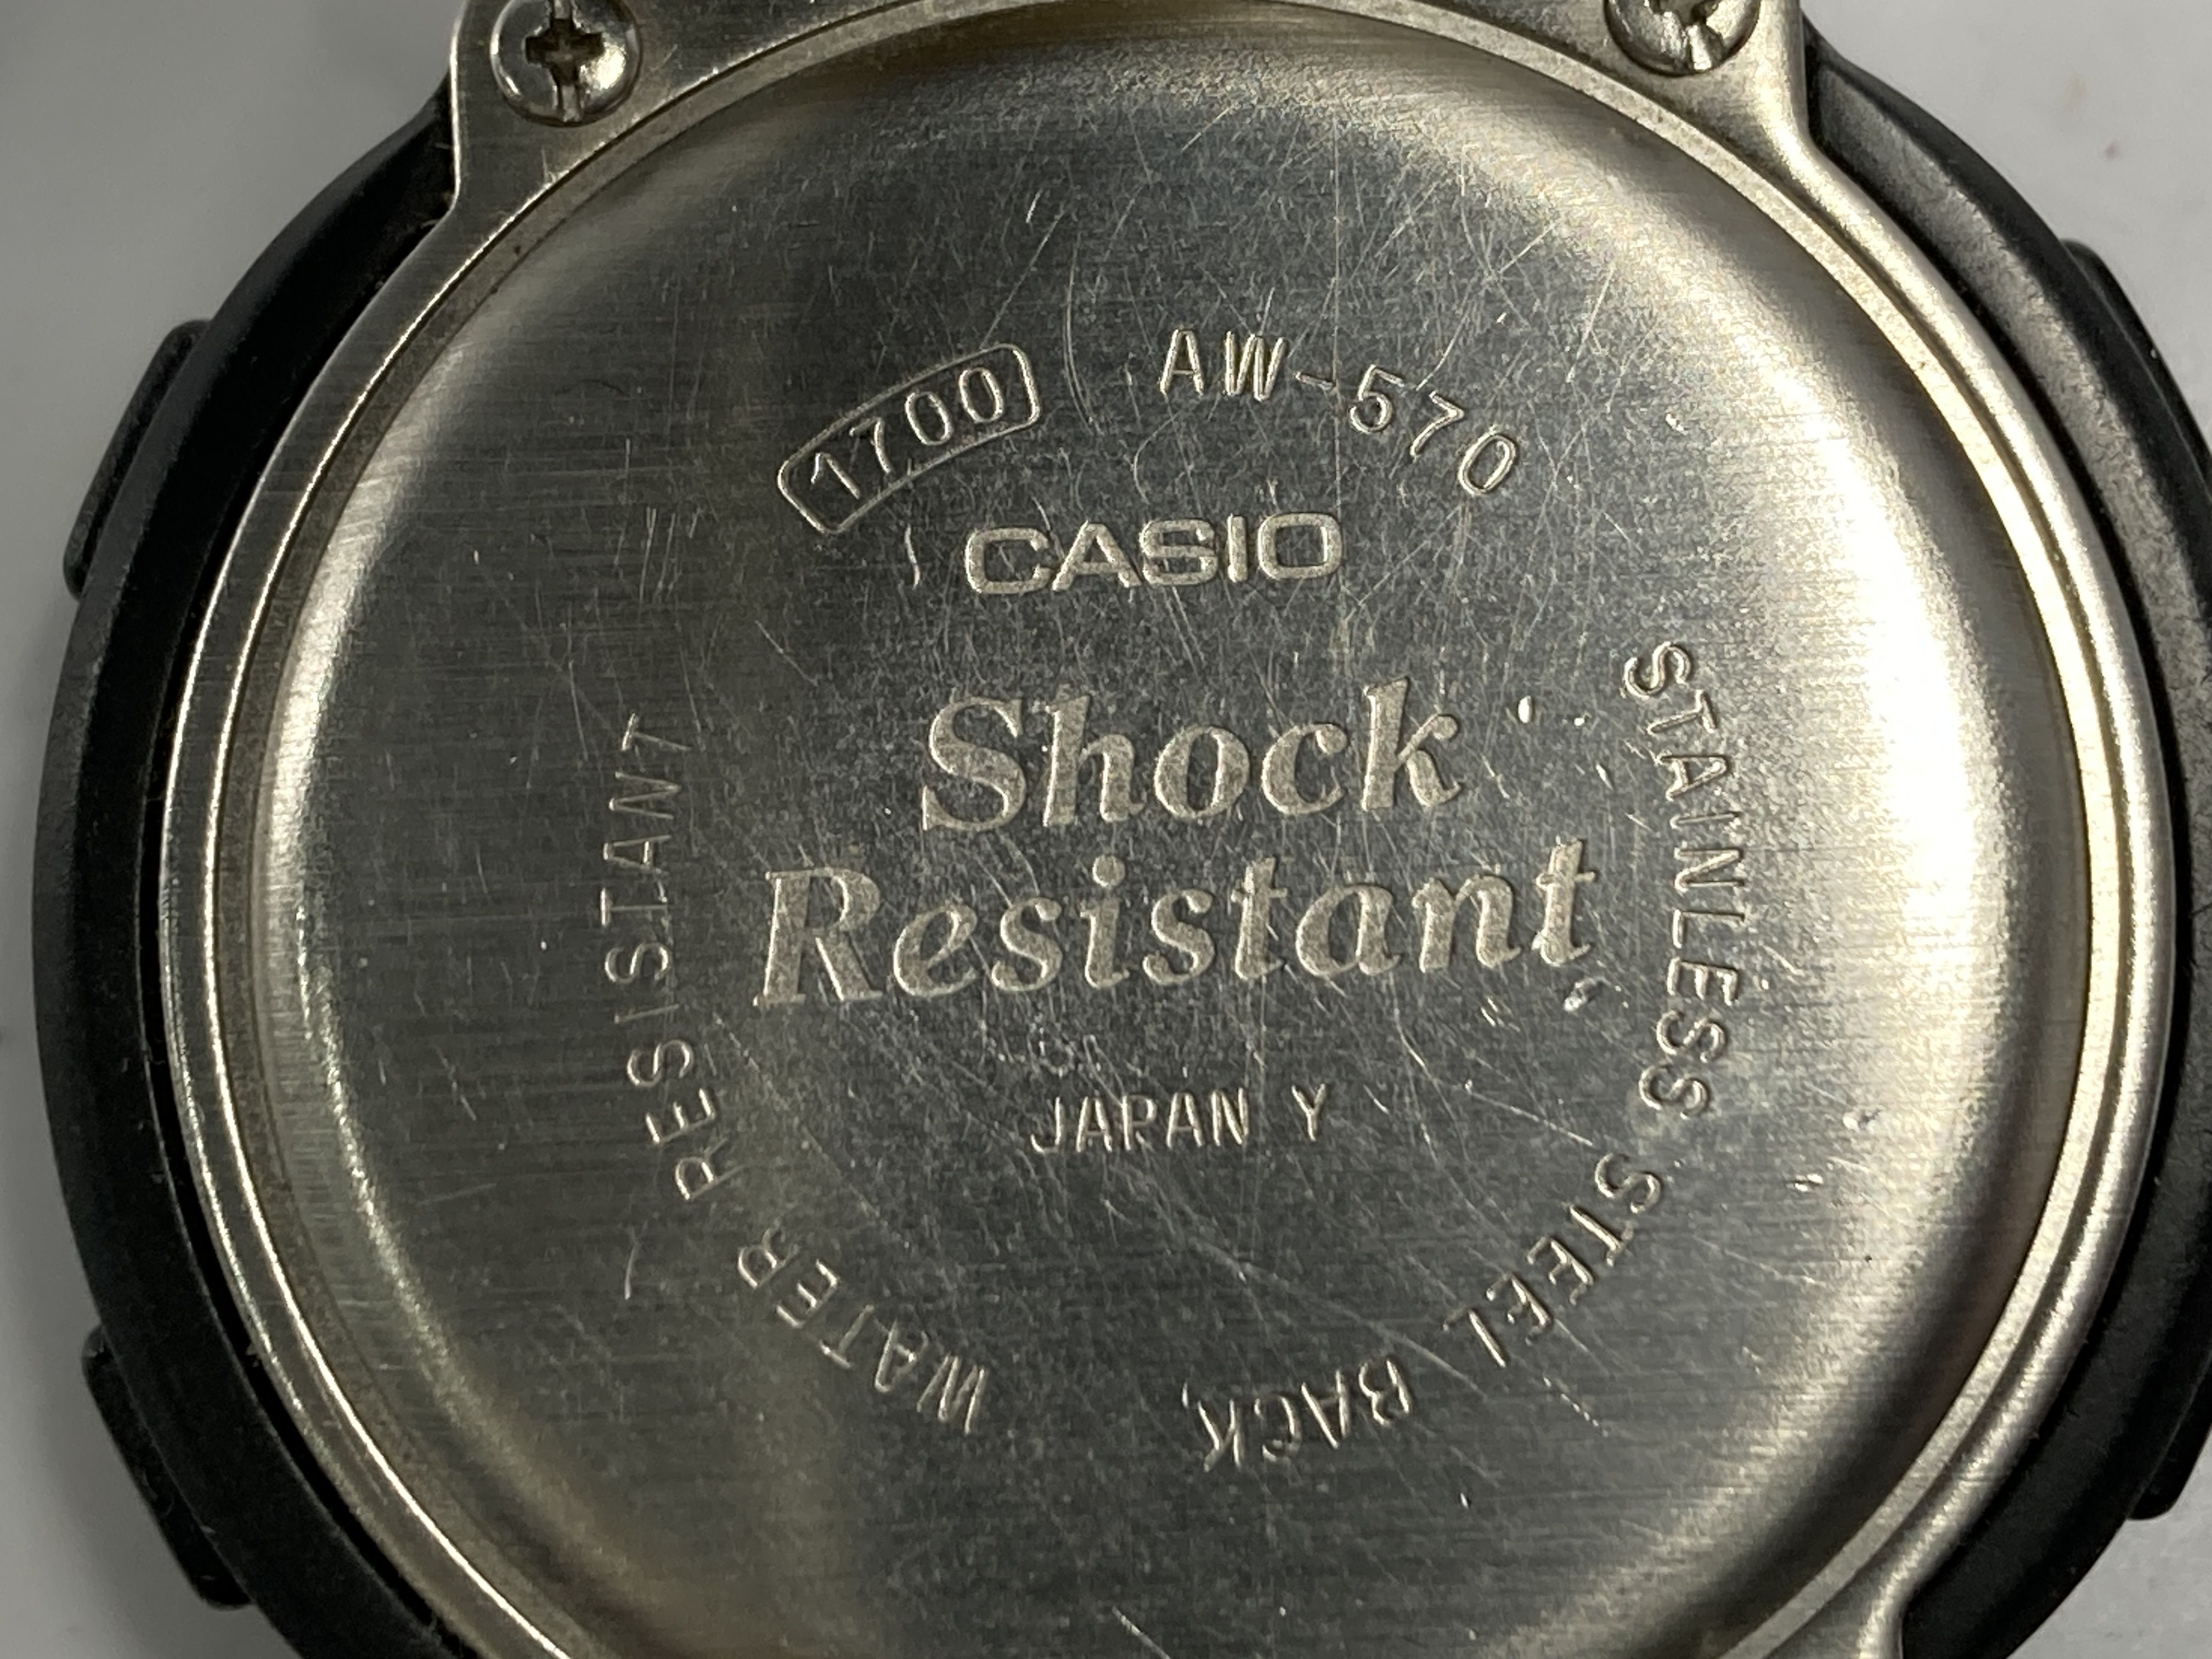 1700 AW-570
CASIO
Shock
Resistant
JAPAN Y
STAINLESS STEEL BACK
WATER RESISTANT